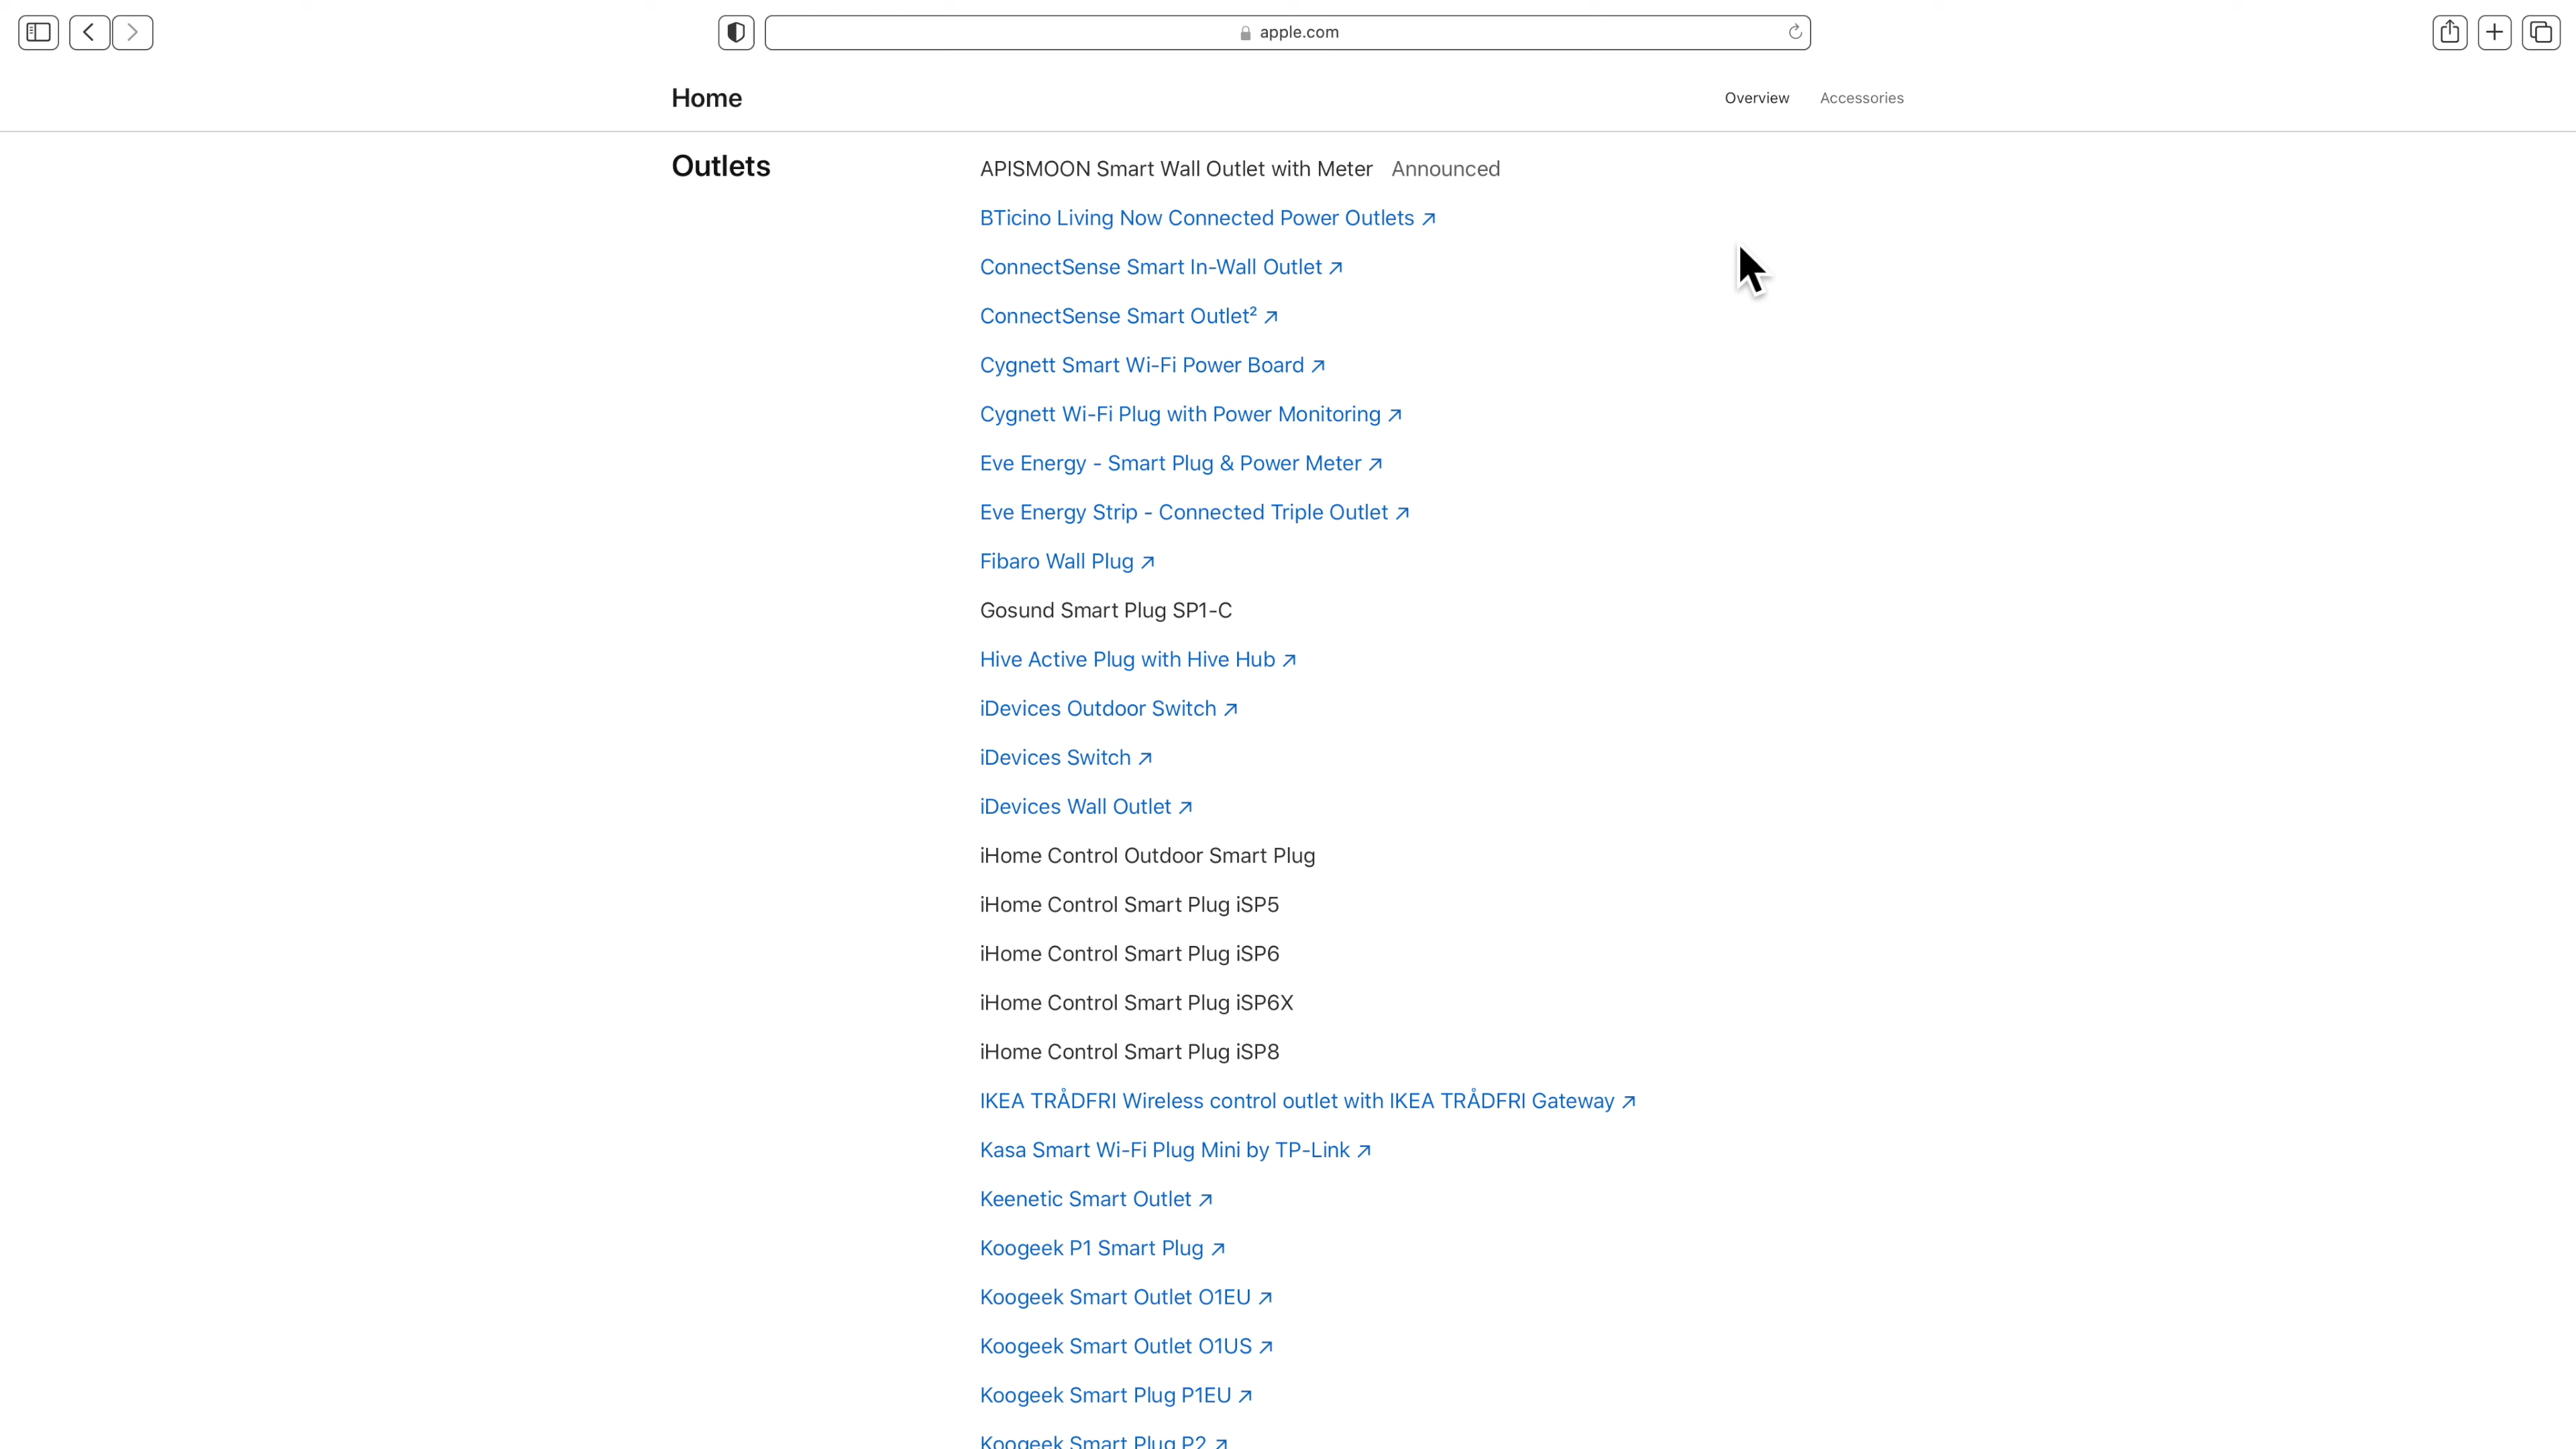 apple.com
Home
Overview
Accessories
Outlets
APISMOON Smart Wall Outlet with Meter Announced
BTicino Living Now Connected Power Outlets
ConnectSense Smart In-Wall Outlet
ConnectSense Smart Outlet²
Cygnett Smart Wi-Fi Power Board
Cygnett Wi-Fi Plug with Power Monitoring
Eve Energy - Smart Plug & Power Meter
Eve Energy Strip - Connected Triple Outlet
Fibaro Wall Plug
Gosund Smart Plug SP1-C
Hive Active Plug with Hive Hub
iDevices Outdoor Switch
iDevices Switch
iDevices Wall Outlet
iHome Control Outdoor Smart Plug
iHome Control Smart Plug iSP5
iHome Control Smart Plug iSP6
iHome Control Smart Plug iSP6X
iHome Control Smart Plug iSP8
IKEA TRÅDFRI Wireless control outlet with IKEA TRÅDFRI Gateway
Kasa Smart Wi-Fi Plug Mini by TP-Link
Keenetic Smart Outlet
Koogeek P1 Smart Plug
Koogeek Smart Outlet O1EU
Koogeek Smart Outlet O1US
Koogeek Smart Plug P1EU
Koogeek Smart Plug P2